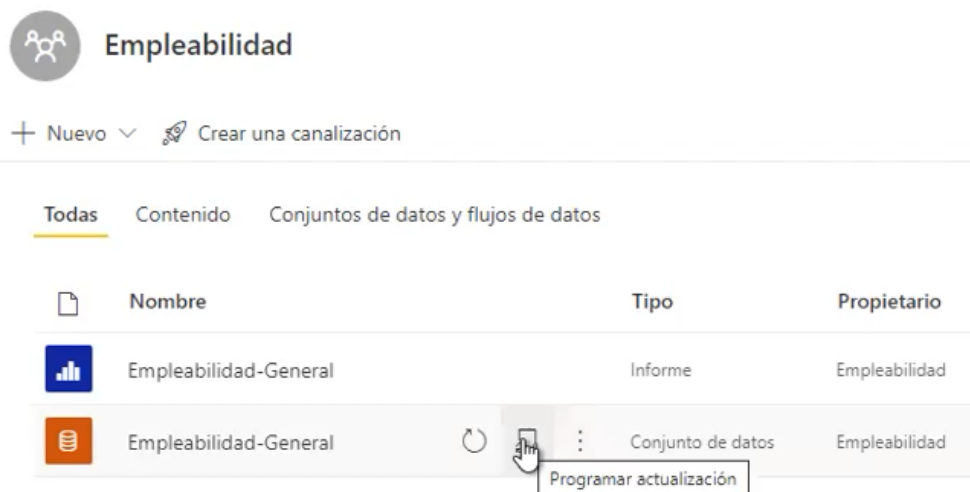 Empleabilidad
Nuevo Crear una canalización
Todas Contenido Conjuntos de datos y flujos de datos
Nombre Tipo Propietario
Empleabilidad-General Informe Empleabilidad
Empleabilidad-General Conjunto de datos Empleabilidad
Programar actualización